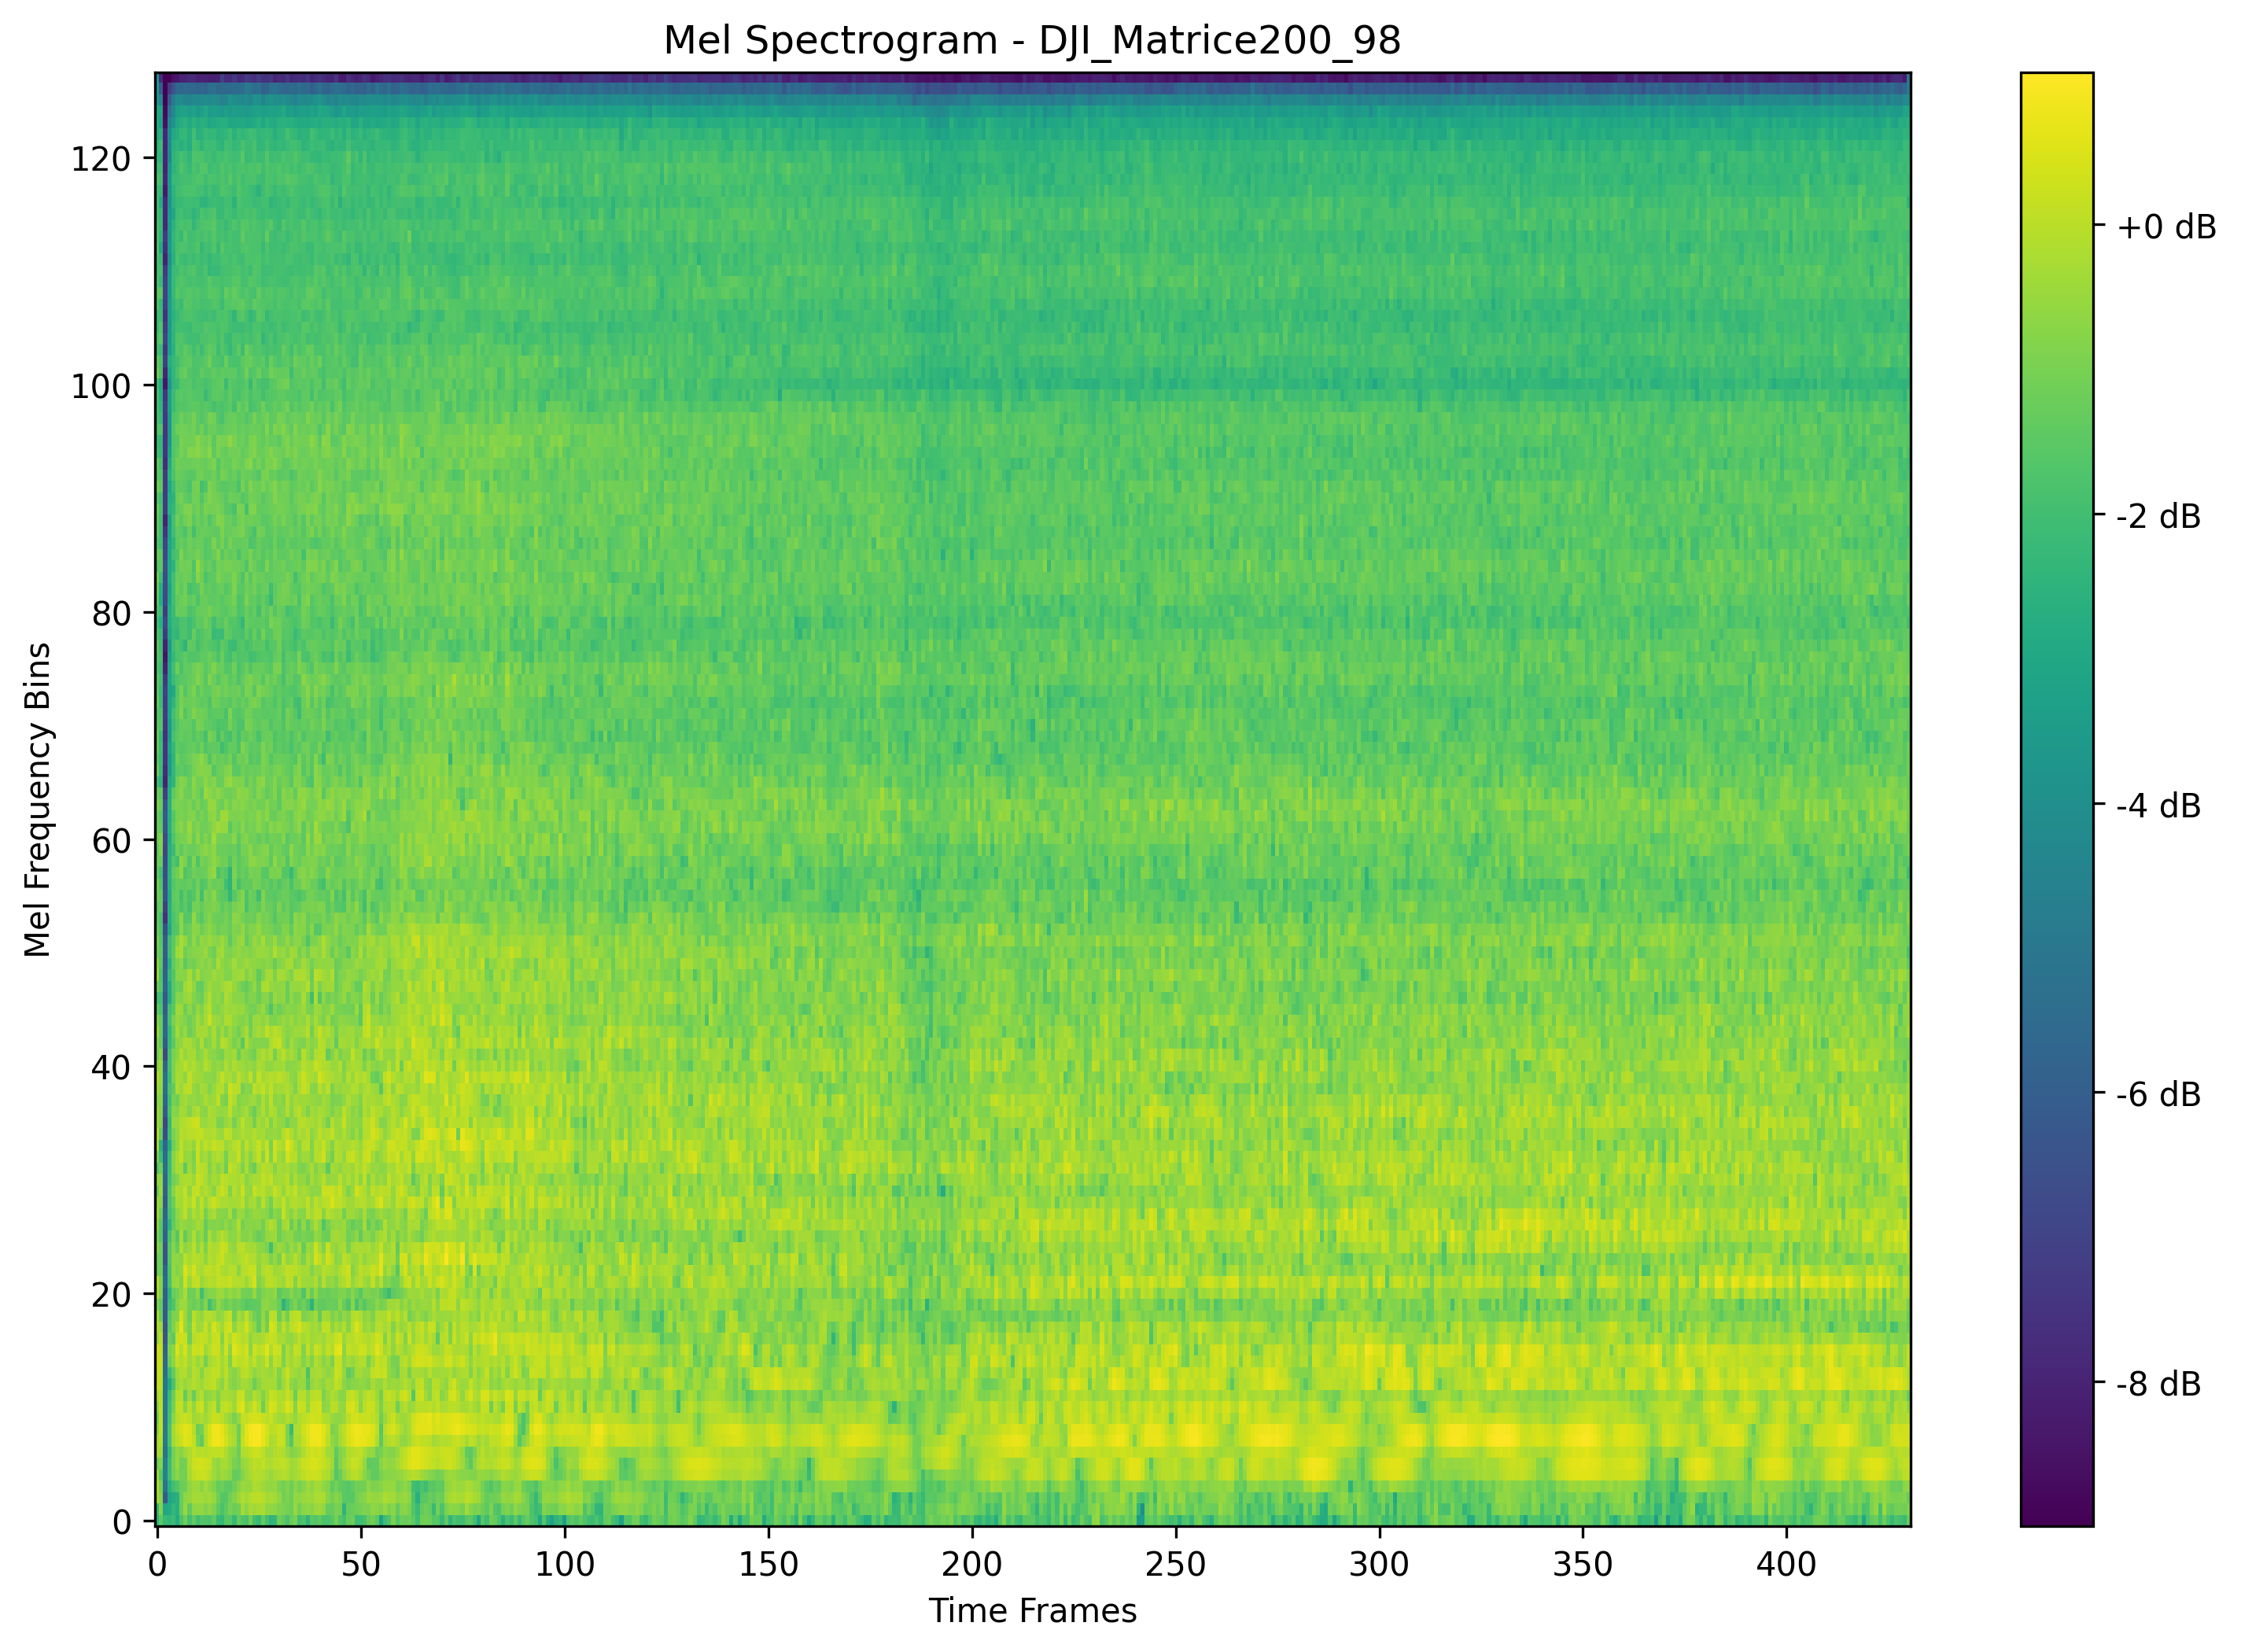 Mel Spectrogram - DJI_Matrice200_98
Mel Frequency Bins
120
100
80
60
40
20
0
0 50 100 150 200 250 300 350 400
Time Frames
+0 dB
-2 dB
-4 dB
-6 dB
-8 dB